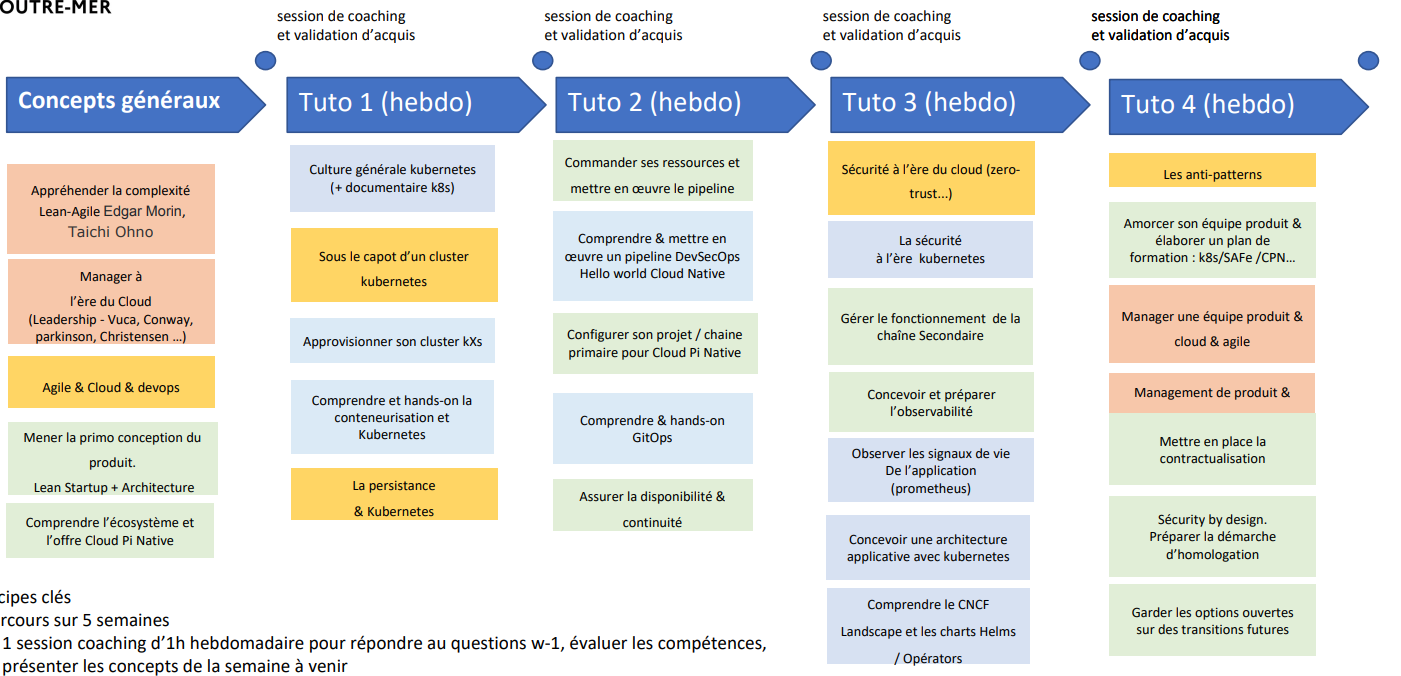 OUTRE-MER
session de coaching
et validation d'acquis
session de coaching
et validation d'acquis
session de coaching
et validation d'acquis
session de coaching
et validation d'acquis
Concepts généraux
Tuto 1 (hebdo)
Tuto 2 (hebdo)
Tuto 3 (hebdo)
Tuto 4 (hebdo)
Appréhender la complexité
Lean-Agile Edgar Morin,
Taichi Ohno
Manager à
l'ère du Cloud
(Leadership - Vuca, Conway,
parkinson, Christensen …)
Agile & Cloud & devops
Mener la primo conception du
produit.
Lean Startup + Architecture
Comprendre l'écosystème et
l'offre Cloud Pi Native
Culture générale kubernetes
(+ documentaire k8s)
Sous le capot d'un cluster
kubernetes
Approvisionner son cluster kXs
Comprendre et hands-on la
conteneurisation et
Kubernetes
La persistance
& Kubernetes
Commander ses ressources et
mettre en œuvre le pipeline
Comprendre & mettre en
œuvre un pipeline DevSecOps
Hello world Cloud Native
Configurer son projet / chaine
primaire pour Cloud Pi Native
Comprendre & hands-on
GitOps
Assurer la disponibilité &
continuité
Sécurité à l'ère du cloud (zero-
trust...)
La sécurité
à l'ère kubernetes
Gérer le fonctionnement de la
chaîne Secondaire
Concevoir et préparer
l'observabilité
Observer les signaux de vie
De l'application
(prometheus)
Concevoir une architecture
applicative avec kubernetes
Comprendre le CNCF
Landscape et les charts Helms
/ Opérators
Les anti-patterns
Amorcer son équipe produit &
élaborer un plan de
formation : k8s/SAFe /CPN…
Manager une équipe produit &
cloud & agile
Management de produit &
Mettre en place la
contractualisation
Sécurity by design.
Préparer la démarche
d'homologation
Garder les options ouvertes
sur des transitions futures
cipes clés
rcours sur 5 semaines
1 session coaching d'1h hebdomadaire pour répondre au questions w-1, évaluer les compétences,
présenter les concepts de la semaine à venir